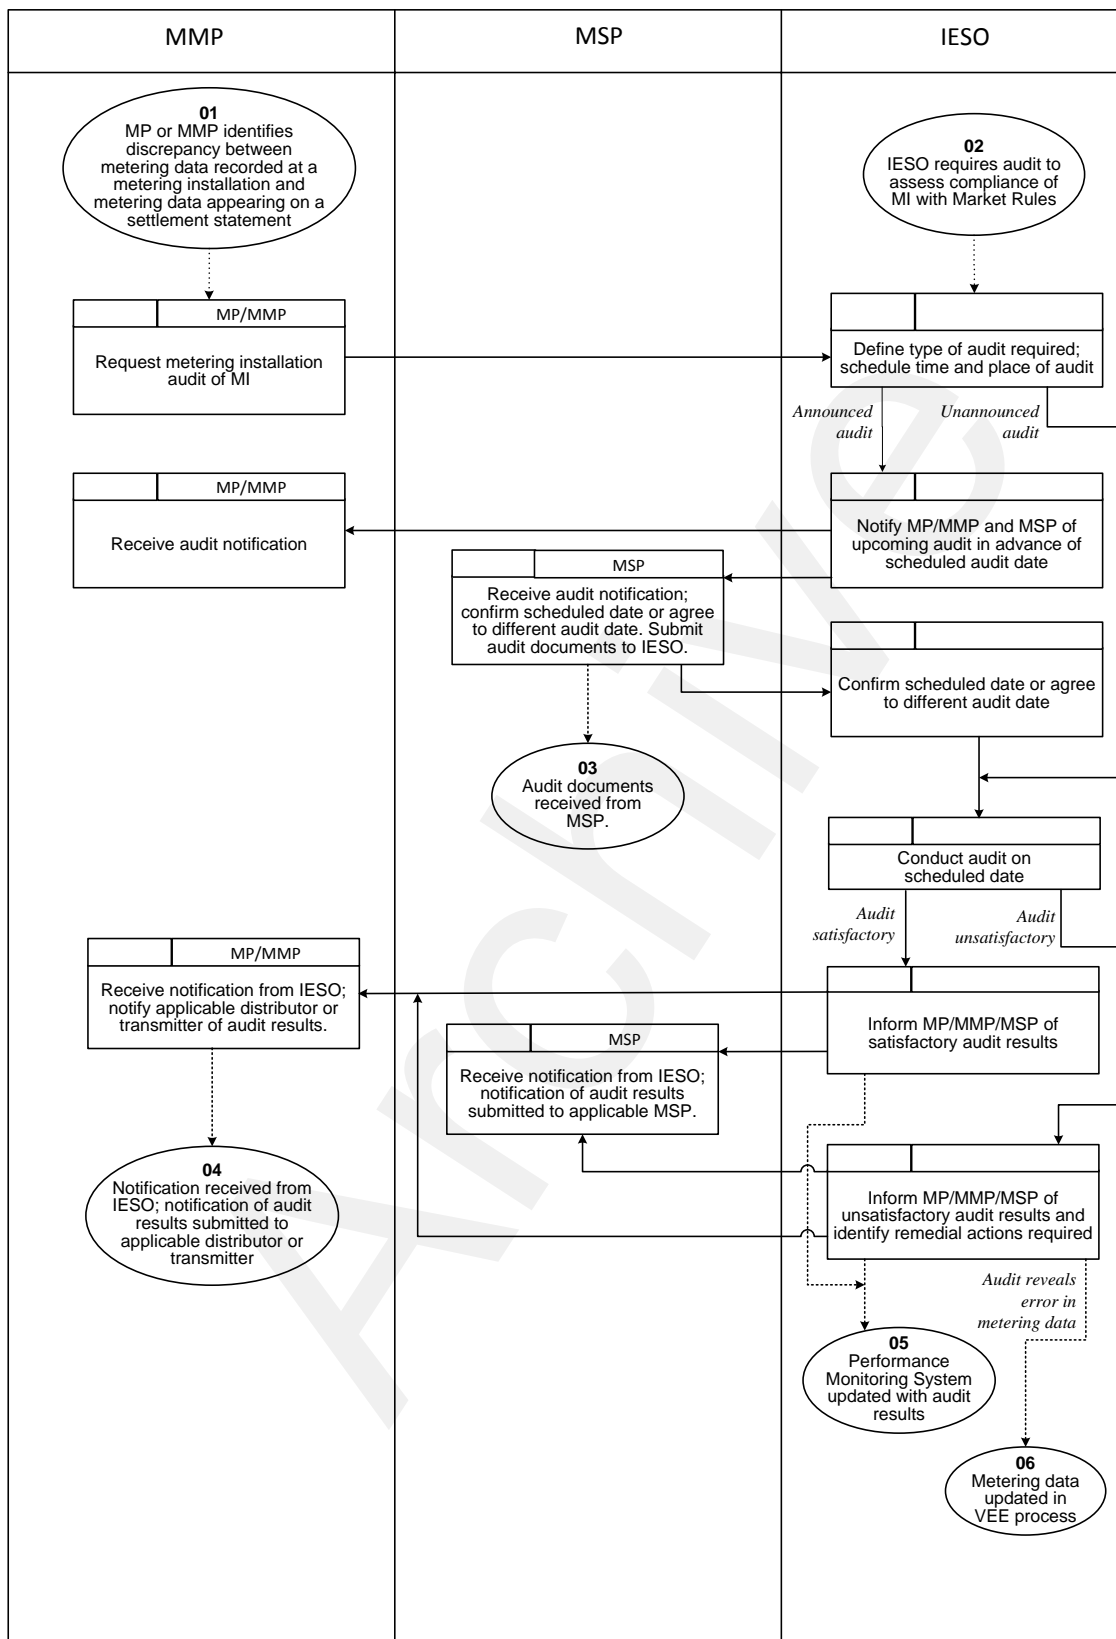 MMP
MSP
IESO
01
MP or MMP identifies
discrepancy between
metering data recorded at a
metering installation and
metering data appearing on a
settlement statement
02
IESO requires audit to
assess compliance of
MI with Market Rules
MP/MMP
Request metering installation
audit of MI
Define type of audit required;
schedule time and place of audit
Announced
audit
Unannounced
audit
MP/MMP
Receive audit notification
Notify MP/MMP and MSP of
upcoming audit in advance of
scheduled audit date
MSP
Receive audit notification;
confirm scheduled date or agree
to different audit date. Submit
audit documents to IESO.
Confirm scheduled date or agree
to different audit date
03
Audit documents
received from
MSP.
Conduct audit on
scheduled date
Audit
satisfactory
Audit
unsatisfactory
MP/MMP
Receive notification from IESO;
notify applicable distributor or
transmitter of audit results.
Inform MP/MMP/MSP of
satisfactory audit results
MSP
Receive notification from IESO;
notification of audit results
submitted to applicable MSP.
04
Notification received from
IESO; notification of audit
results submitted to
applicable distributor or
transmitter
Inform MP/MMP/MSP of
unsatisfactory audit results and
identify remedial actions required
Audit reveals
error in
metering data
05
Performance
Monitoring System
updated with audit
results
06
Metering data
updated in
VEE process
Archive